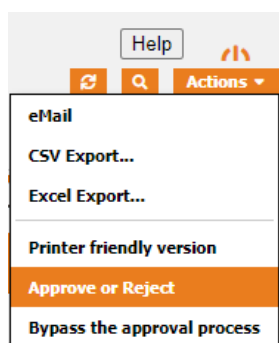 Help
Actions
eMail
CSV Export...
Excel Export...
Printer friendly version
Approve or Reject
Bypass the approval process